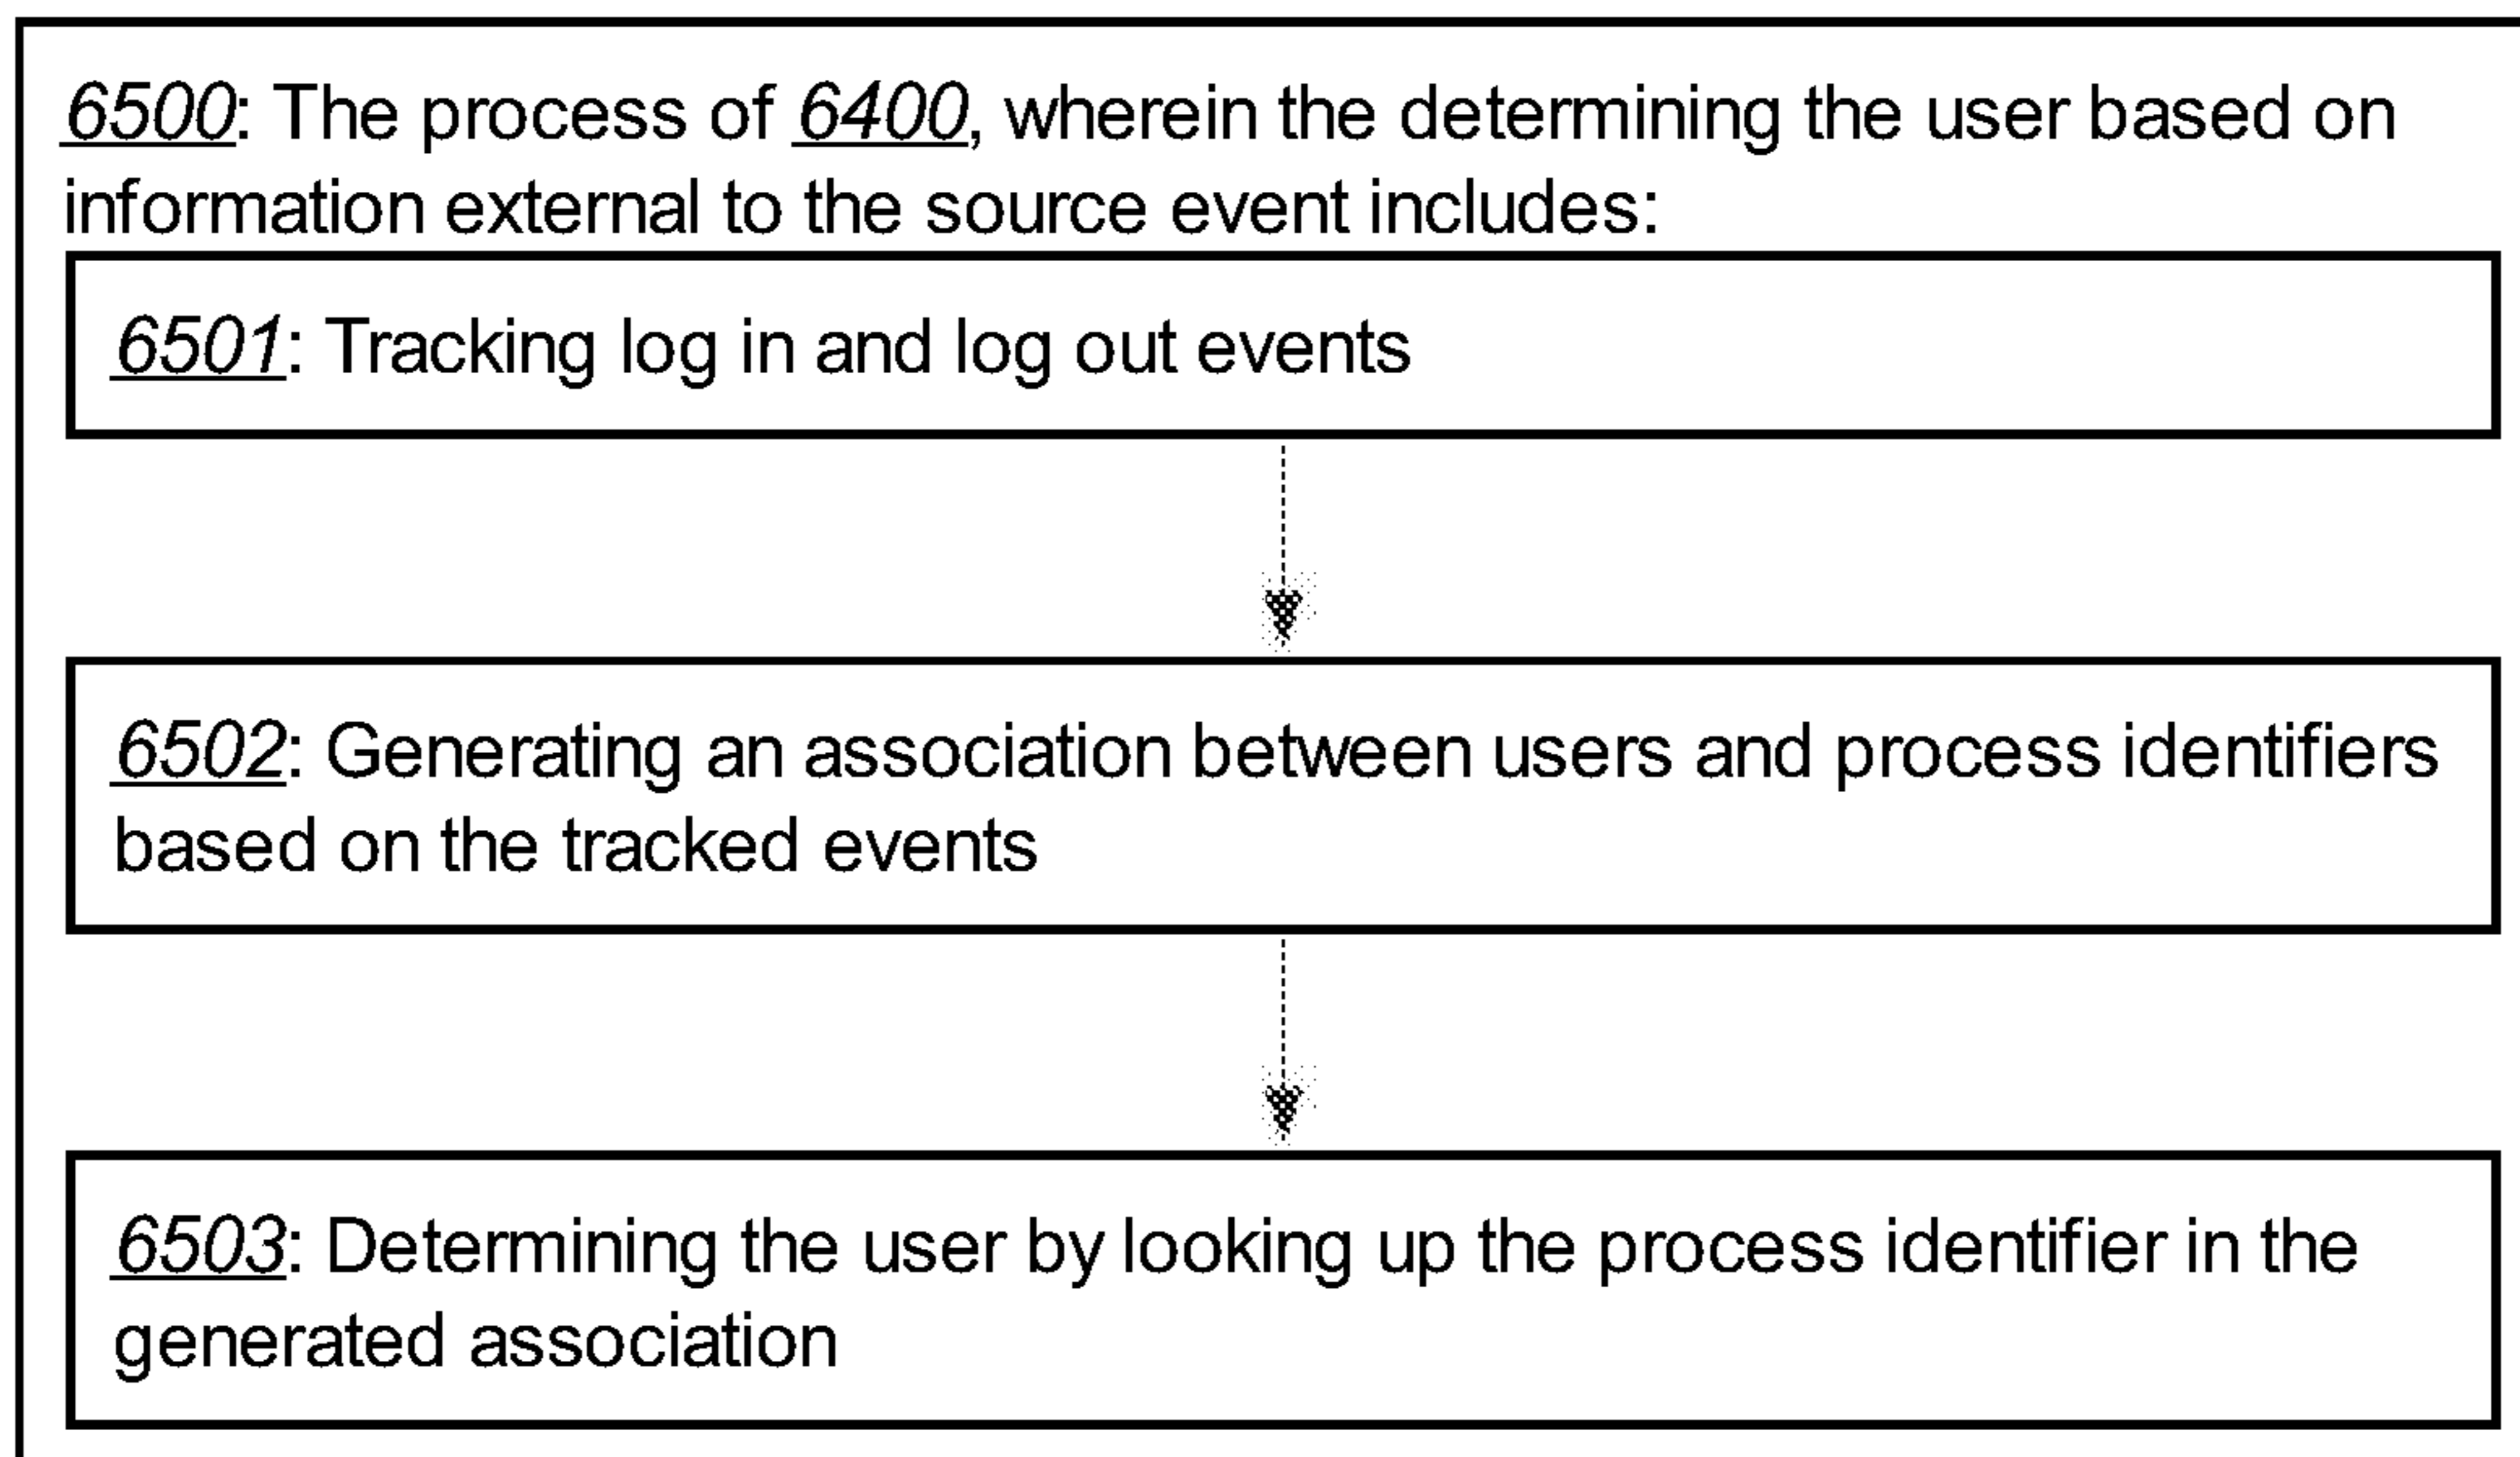 6500: The process of 6400, wherein the determining the user based on
information external to the source event includes:
6501: Tracking log in and log out events
6502: Generating an association between users and process identifiers
based on the tracked events
6503: Determining the user by looking up the process identifier in the
generated association